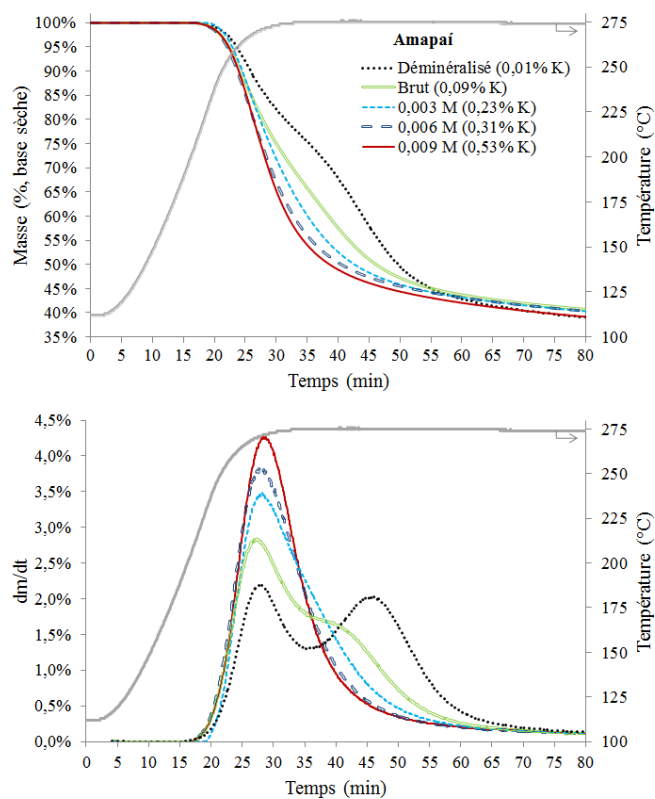 100%
95%
90%
85%
80%
75%
70%
65%
60%
55%
50%
45%
40%
35%
Masse (%, base sèche)
Amapaí
Déminéralisé (0,01% K)
Brut (0,09% K)
0,003 M (0,23% K)
0,006 M (0,31% K)
0,009 M (0,53% K)
275
250
225
200
175
150
125
100
Température (°C)
0 5 10 15 20 25 30 35 40 45 50 55 60 65 70 75 80
Temps (min)
4,5%
4,0%
3,5%
3,0%
2,5%
2,0%
1,5%
1,0%
0,5%
0,0%
dm/dt
275
250
225
200
175
150
125
100
Température (°C)
0 5 10 15 20 25 30 35 40 45 50 55 60 65 70 75 80
Temps (min)